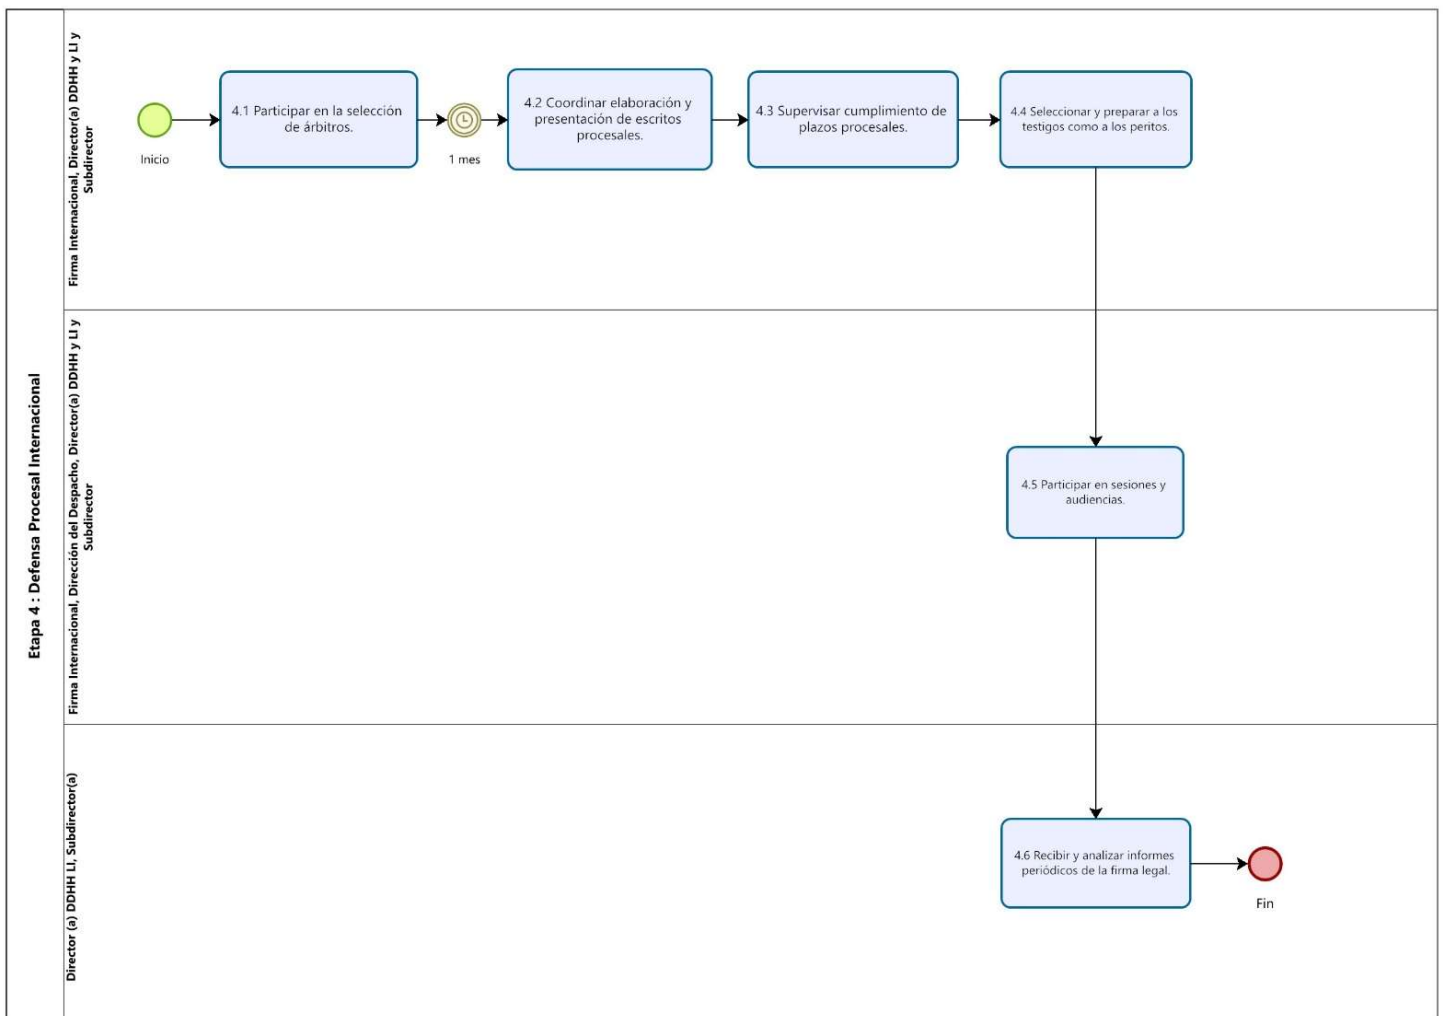 Etapa 4 : Defensa Procesal Internacional
Firma Internacional, Director(a) DDHH y LI y
Subdirector
Inicio
4.1 Participar en la selección
de árbitros.
1 mes
4.2 Coordinar elaboración y
presentación de escritos
procesales.
4.3 Supervisar cumplimiento de
plazos procesales.
4.4 Seleccionar y preparar a los
testigos como a los peritos.
Firma Internacional, Dirección del Despacho, Director(a) DDHH y LI y
Subdirector
4.5 Participar en sesiones y
audiencias.
Director (a) DDHH LI, Subdirector(a)
4.6 Recibir y analizar informes
periódicos de la firma legal.
Fin